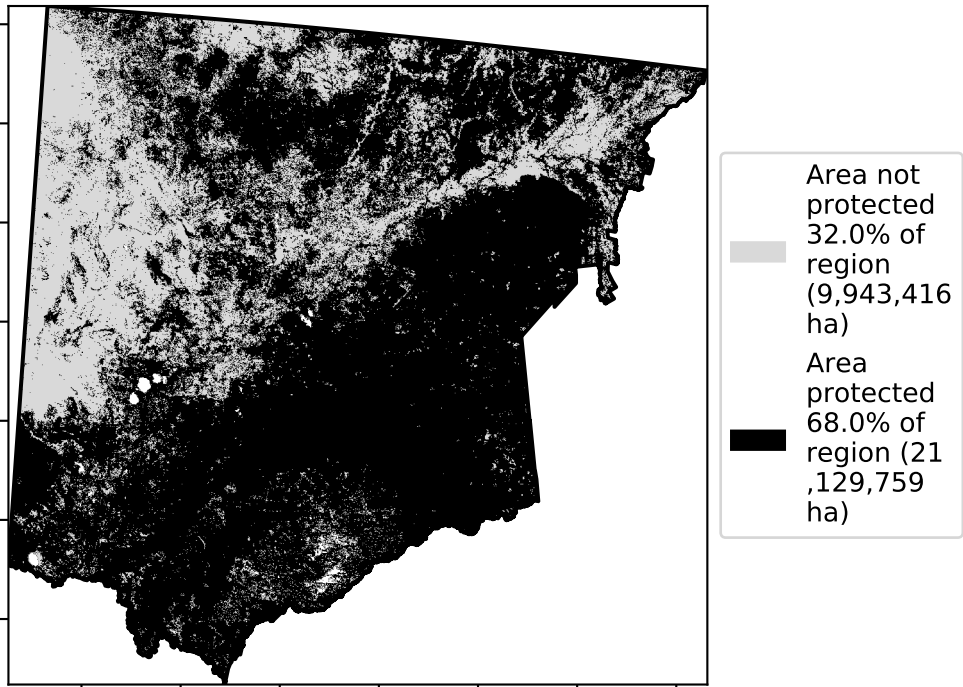 Area not
protected
32.0% of
region
(9,943,416
ha)
Area
protected
68.0% of
region (21
,129,759
ha)